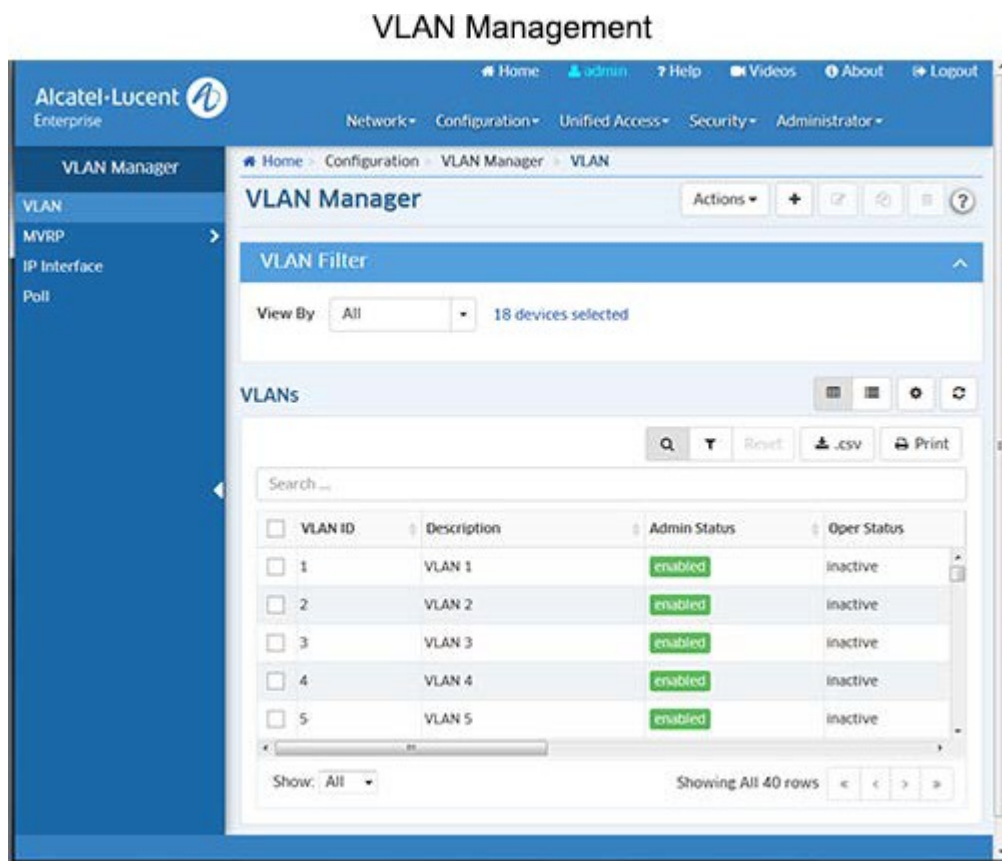 VLAN Management
Home admin ? Help Videos About Logout
Alcatel·Lucent
Enterprise
Network Configuration Unified Access Security Administrator
VLAN Manager
VLAN
MVRP
IP Interface
Poll
Home Configuration VLAN Manager VLAN
VLAN Manager
Actions + ?
VLAN Filter
View By All 18 devices selected
VLANs
Reset .csv Print
Search ...
VLAN ID Description Admin Status Oper Status
1 VLAN 1 enabled inactive
2 VLAN 2 enabled inactive
3 VLAN 3 enabled inactive
4 VLAN 4 enabled inactive
5 VLAN 5 enabled inactive
Show: All Showing All 40 rows « ‹ › »